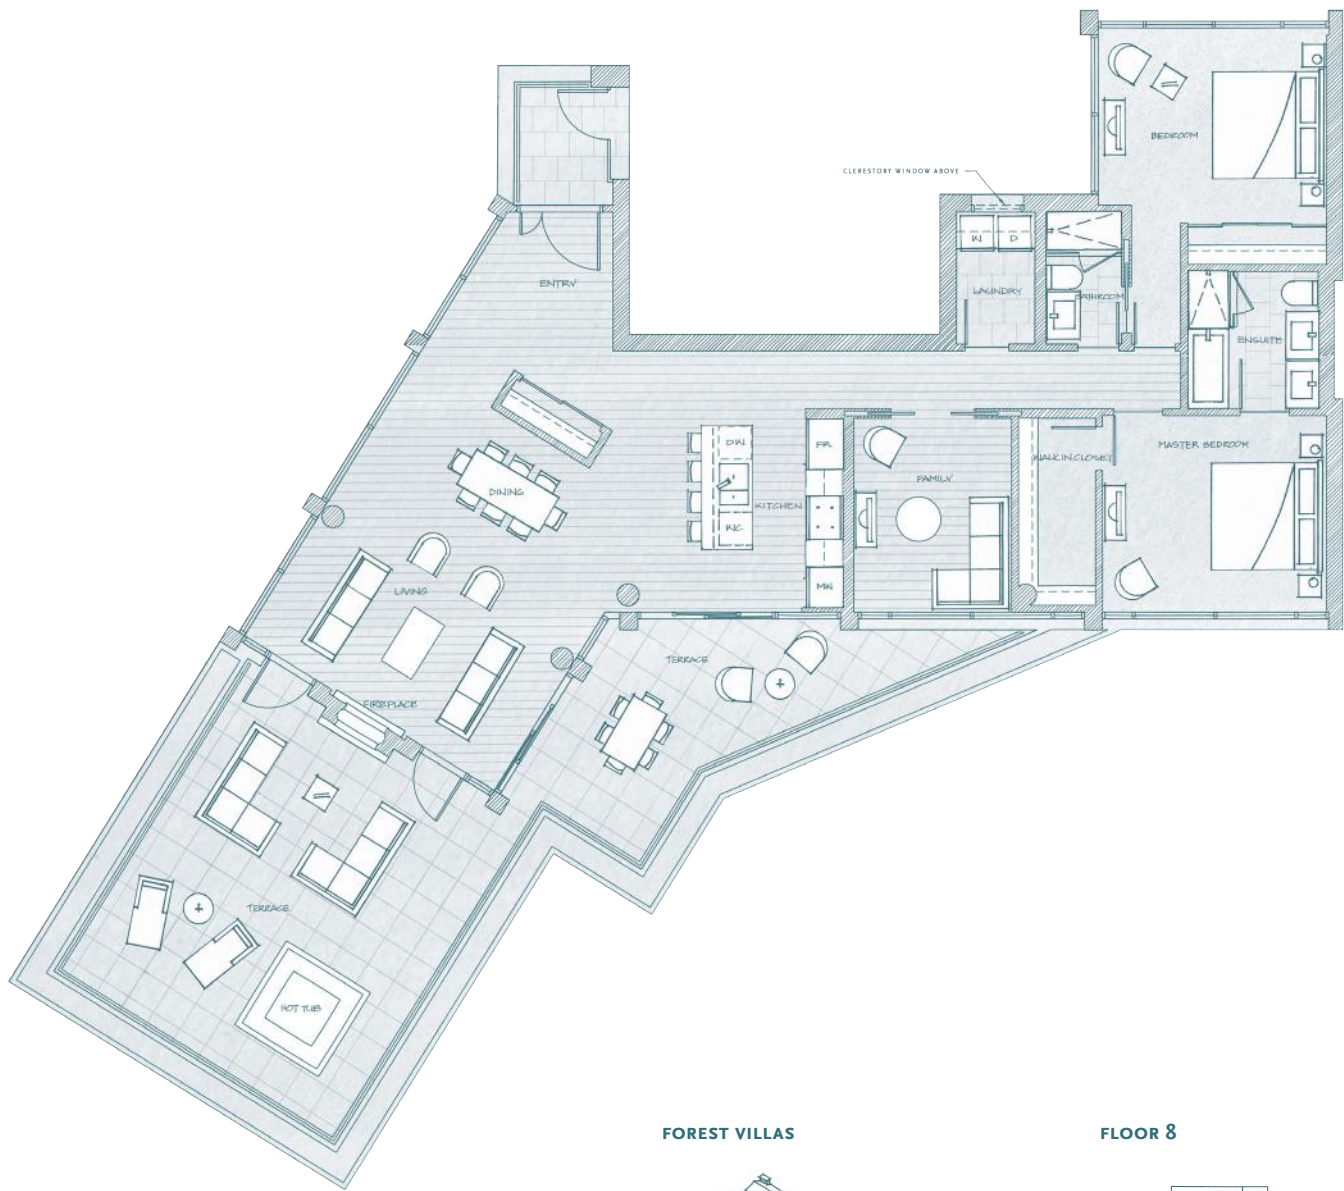 BEDROOM
CLERESTORY WINDOW ABOVE
W D
ENTRY
LAUNDRY
BATHROOM
ENSUITE
DW
FR
MASTER BEDROOM
WALK IN CLOSET
DINING
FAMILY
KITCHEN
WC
LIVING
MW
TERRACE
FIREPLACE
TERRACE
HOT TUB
FOREST VILLAS
FLOOR 8